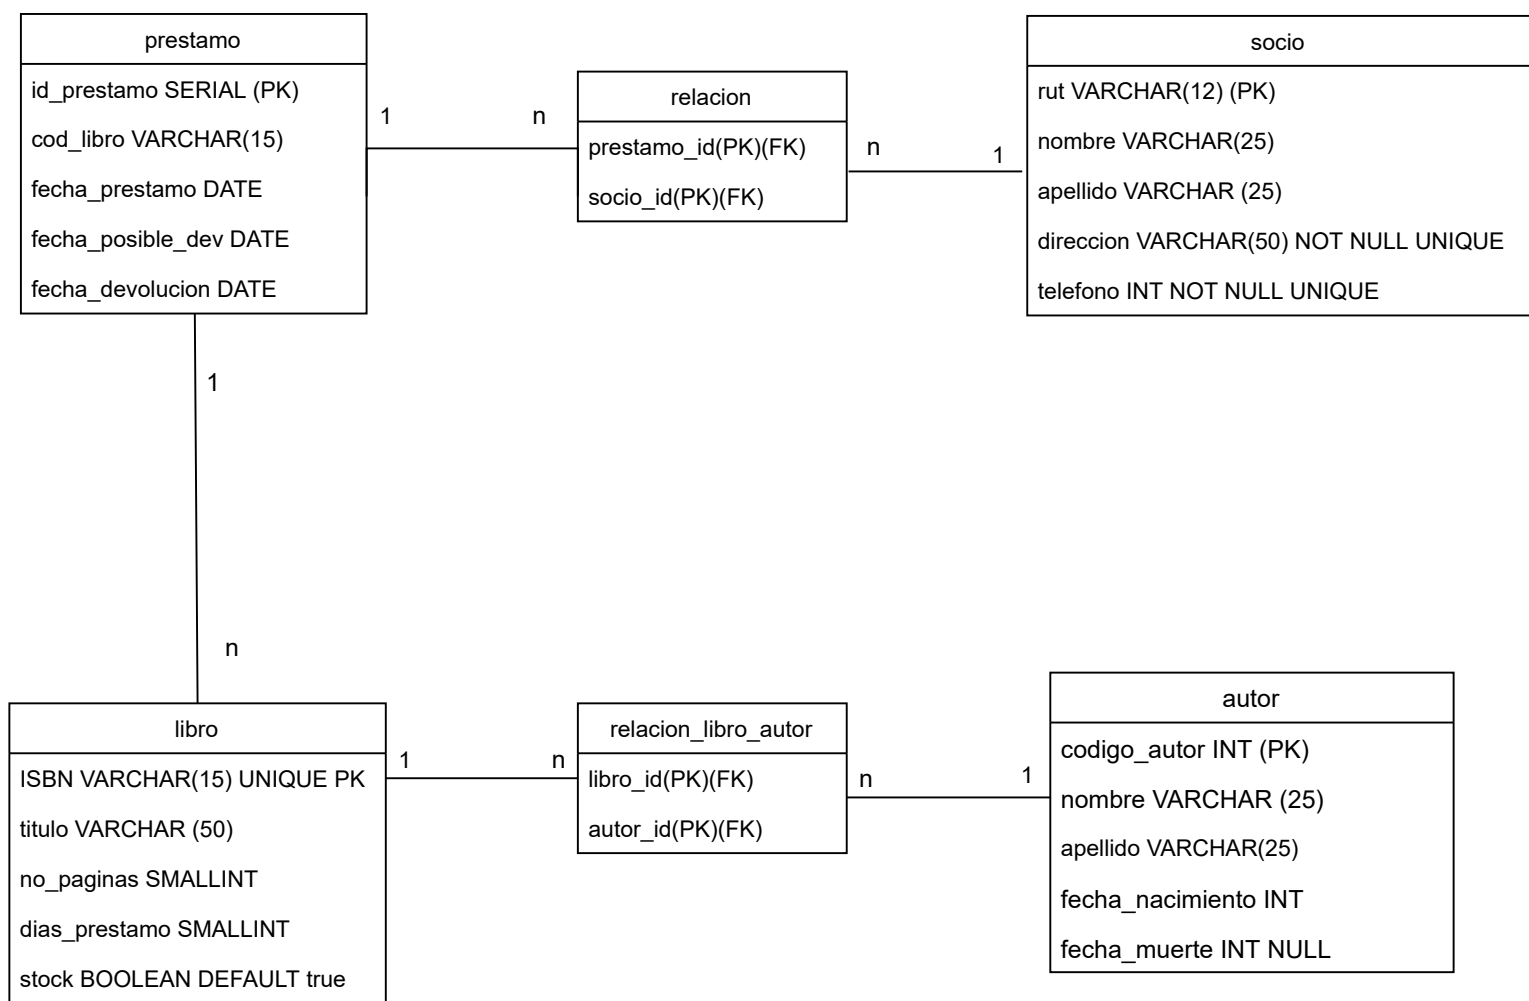 prestamo
id_prestamo SERIAL (PK)
cod_libro VARCHAR(15)
fecha_prestamo DATE
fecha_posible_dev DATE
fecha_devolucion DATE
1
n
relacion
prestamo_id(PK)(FK)
socio_id(PK)(FK)
n
1
socio
rut VARCHAR(12) (PK)
nombre VARCHAR(25)
apellido VARCHAR (25)
direccion VARCHAR(50) NOT NULL UNIQUE
telefono INT NOT NULL UNIQUE
1
n
libro
ISBN VARCHAR(15) UNIQUE PK
titulo VARCHAR (50)
no_paginas SMALLINT
dias_prestamo SMALLINT
stock BOOLEAN DEFAULT true
1
n
relacion_libro_autor
libro_id(PK)(FK)
autor_id(PK)(FK)
n
1
autor
codigo_autor INT (PK)
nombre VARCHAR (25)
apellido VARCHAR(25)
fecha_nacimiento INT
fecha_muerte INT NULL